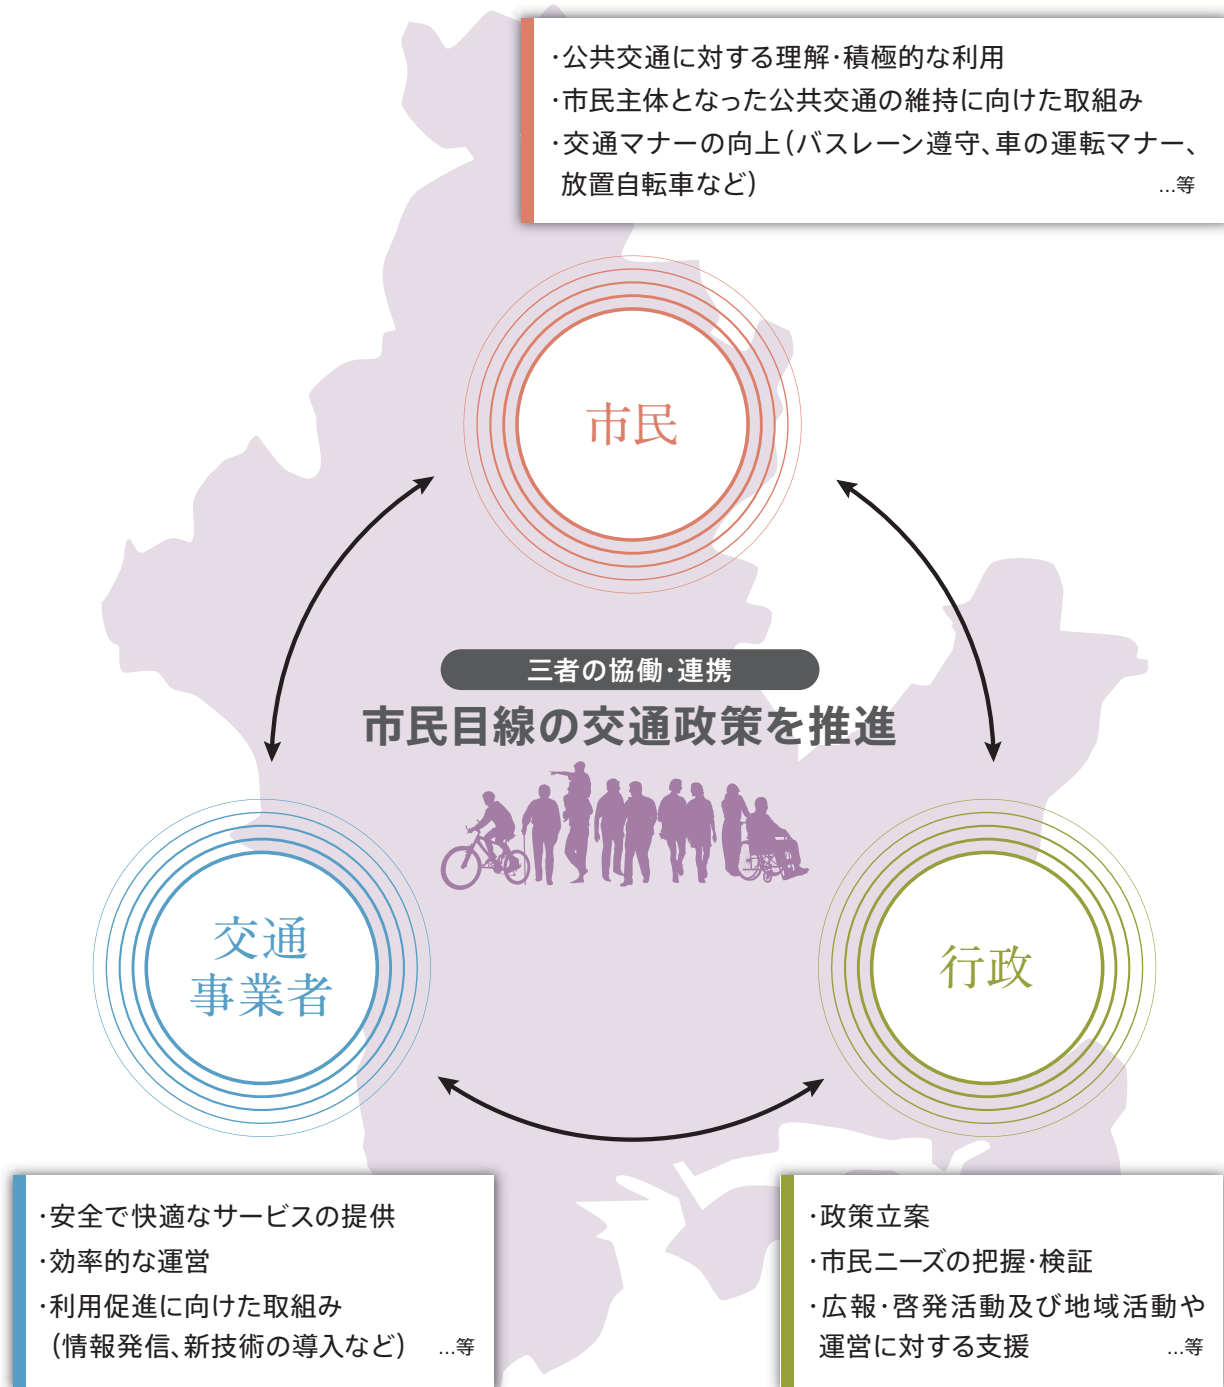 ・公共交通に対する理解・積極的な利用
・市民主体となった公共交通の維持に向けた取組み
・交通マナーの向上(バスレーン遵守、車の運転マナー、
放置自転車など) …等
市民
三者の協働・連携
市民目線の交通政策を推進
交通
事業者
行政
・安全で快適なサービスの提供
・効率的な運営
・利用促進に向けた取組み
(情報発信、新技術の導入など) …等
・政策立案
・市民ニーズの把握・検証
・広報・啓発活動及び地域活動や
運営に対する支援 …等